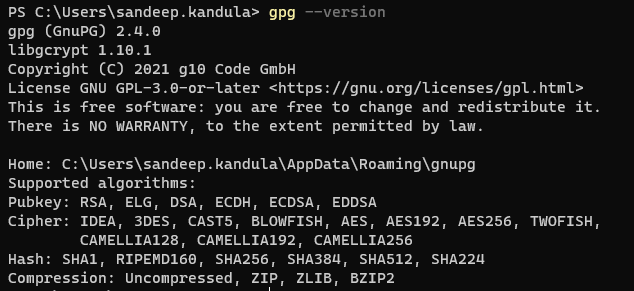 PS C:\Users\sandeep.kandula> gpg --version
gpg (GnuPG) 2.4.0
libgcrypt 1.10.1
Copyright (C) 2021 g10 Code GmbH
License GNU GPL-3.0-or-later <https://gnu.org/licenses/gpl.html>
This is free software: you are free to change and redistribute it.
There is NO WARRANTY, to the extent permitted by law.

Home: C:\Users\sandeep.kandula\AppData\Roaming\gnupg
Supported algorithms:
Pubkey: RSA, ELG, DSA, ECDH, ECDSA, EDDSA
Cipher: IDEA, 3DES, CAST5, BLOWFISH, AES, AES192, AES256, TWOFISH,
        CAMELLIA128, CAMELLIA192, CAMELLIA256
Hash: SHA1, RIPEMD160, SHA256, SHA384, SHA512, SHA224
Compression: Uncompressed, ZIP, ZLIB, BZIP2